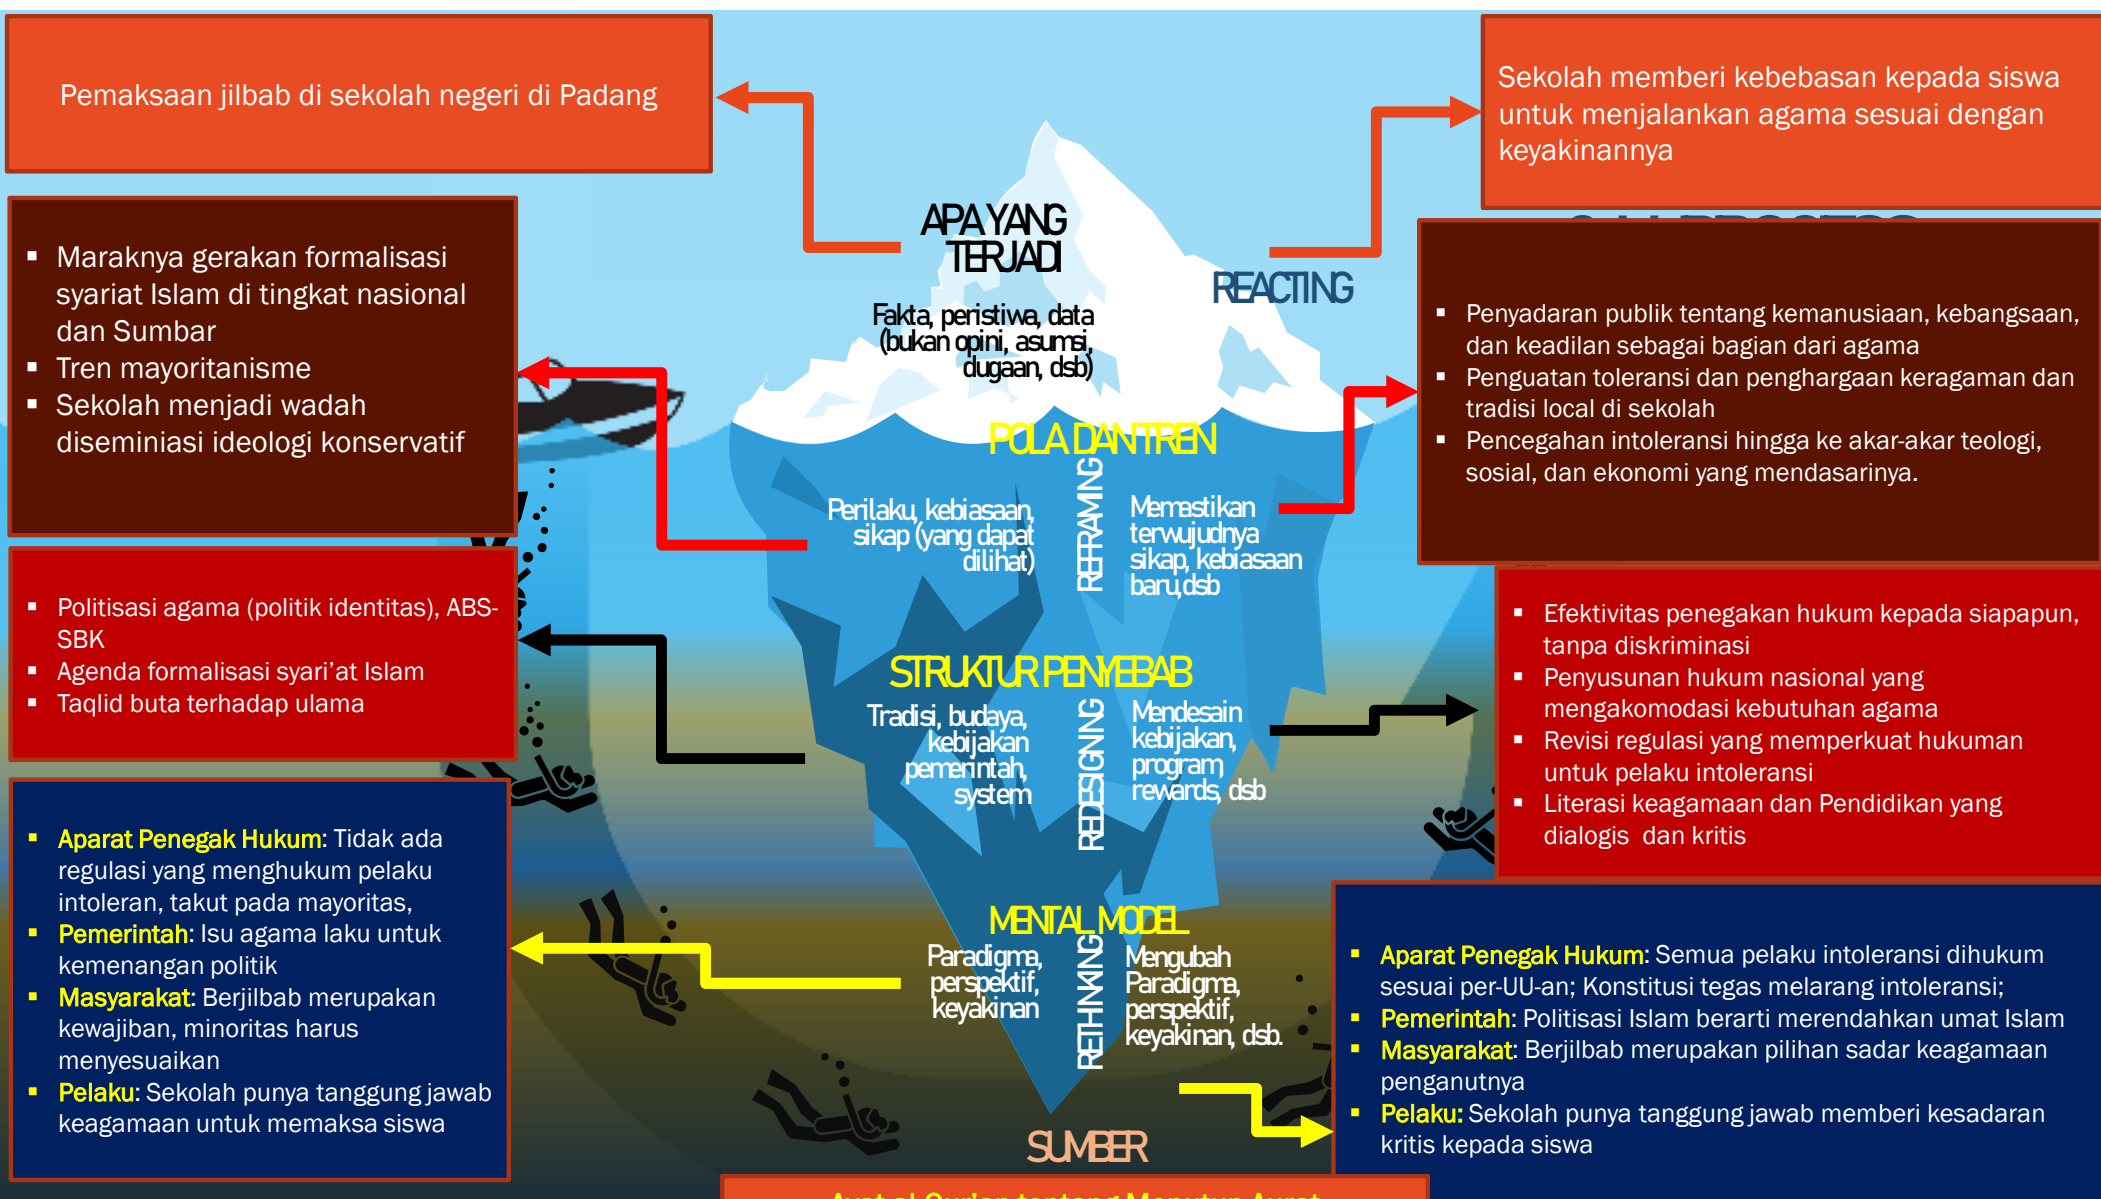 Pemaksaan jilbab di sekolah negeri di Padang
Sekolah memberi kebebasan kepada siswa
untuk menjalankan agama sesuai dengan
keyakinannya
▪ Maraknya gerakan formalisasi
syariat Islam di tingkat nasional
dan Sumbar
▪ Tren mayoritanisme
▪ Sekolah menjadi wadah
diseminiasi ideologi konservatif
APA YANG
TERJADI
Fakta, peristiwa, data
(bukan opini, asumsi,
dugaan, dsb)
REACTING
▪ Penyadaran publik tentang kemanusiaan, kebangsaan,
dan keadilan sebagai bagian dari agama
▪ Penguatan toleransi dan penghargaan keragaman dan
tradisi local di sekolah
▪ Pencegahan intoleransi hingga ke akar-akar teologi,
sosial, dan ekonomi yang mendasarinya.
POLA DAN TREN
Perilaku, kebiasaan,
sikap (yang dapat
dilihat)
REFRAMING
Memastikan
terwujudnya
sikap, kebiasaan
baru,dsb
▪ Politisasi agama (politik identitas), ABS-
SBK
▪ Agenda formalisasi syari’at Islam
▪ Taqlid buta terhadap ulama
STRUKTUR PENYEBAB
Tradisi, budaya,
kebijakan
pemerintah,
system
REDESIGNING
Mendesain
kebijakan,
program,
rewards, dsb
▪ Efektivitas penegakan hukum kepada siapapun,
tanpa diskriminasi
▪ Penyusunan hukum nasional yang
mengakomodasi kebutuhan agama
▪ Revisi regulasi yang memperkuat hukuman
untuk pelaku intoleransi
▪ Literasi keagamaan dan Pendidikan yang
dialogis dan kritis
▪ Aparat Penegak Hukum: Tidak ada
regulasi yang menghukum pelaku
intoleran, takut pada mayoritas,
▪ Pemerintah: Isu agama laku untuk
kemenangan politik
▪ Masyarakat: Berjilbab merupakan
kewajiban, minoritas harus
menyesuaikan
▪ Pelaku: Sekolah punya tanggung jawab
keagamaan untuk memaksa siswa
MENTAL MODEL
Paradigma,
perspektif,
keyakinan
RETHINKING
Mengubah
Paradigma,
perspektif,
keyakinan, dsb.
▪ Aparat Penegak Hukum: Semua pelaku intoleransi dihukum
sesuai per-UU-an; Konstitusi tegas melarang intoleransi;
▪ Pemerintah: Politisasi Islam berarti merendahkan umat Islam
▪ Masyarakat: Berjilbab merupakan pilihan sadar keagamaan
penganutnya
▪ Pelaku: Sekolah punya tanggung jawab memberi kesadaran
kritis kepada siswa
SUMBER
Ayat al-Qur’an tentang Menutup Aurat